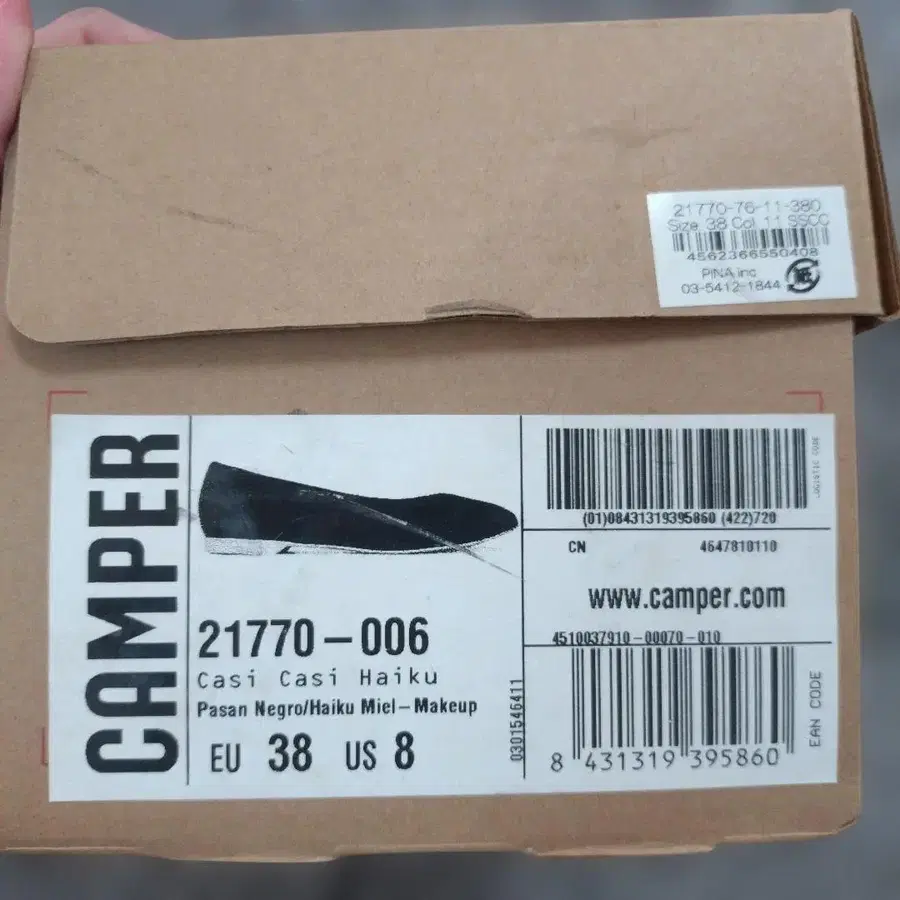 21770-76-11-380
Size 38 Col 11 SSCC
4562366550408
PINA inc
03-5412-1844
CAMPER
21770-006
Casi Casi Haiku
Pasan Negro/Haiku Miel-Makeup
EU 38 US 8
0301546411
(01)08431319395860 (422)720
LOGISTIC CODE
CN 4647810110
www.camper.com
4510037910-00070-010
8 431319 395860
EAN CODE